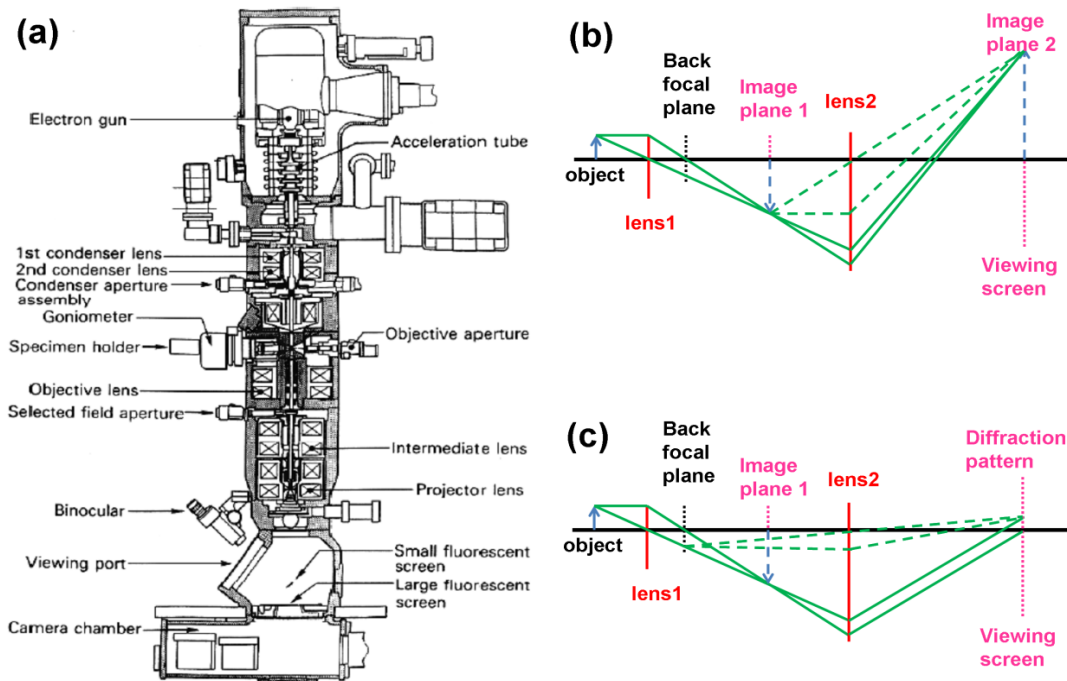 (a)
Electron gun
Acceleration tube
1st condenser lens
2nd condenser lens
Condenser aperture
assembly
Goniometer
Specimen holder
Objective aperture
Objective lens
Selected field aperture
Intermediate lens
Projector lens
Binocular
Viewing port
Small fluorescent
screen
Large fluorescent
screen
Camera chamber
(b)
Back
focal
plane
Image
plane 1
lens2
Image
plane 2
object
lens1
Viewing
screen
(c)
Back
focal
plane
Image
plane 1
lens2
Diffraction
pattern
object
lens1
Viewing
screen